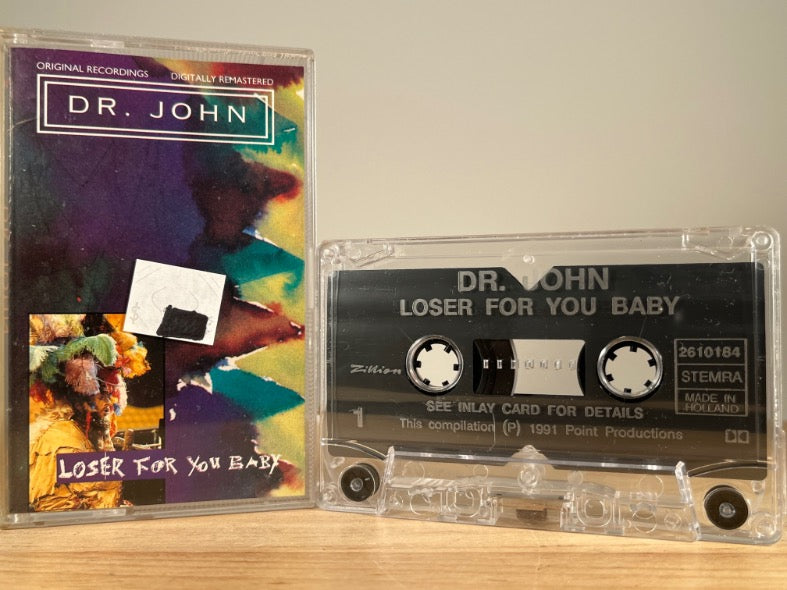 ORIGINAL RECORDINGS DIGITALLY REMASTERED
DR. JOHN
LOSER FOR YOU BABY
DR. JOHN
LOSER FOR YOU BABY
Zillion
2610184
STEMRA
MADE IN
HOLLAND
SEE INLAY CARD FOR DETAILS
1
This compilation (P) 1991 Point Productions